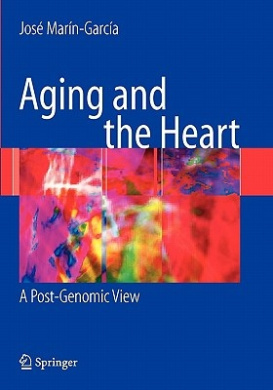 José Marín-García
Aging and
the Heart
A Post-Genomic View
Springer